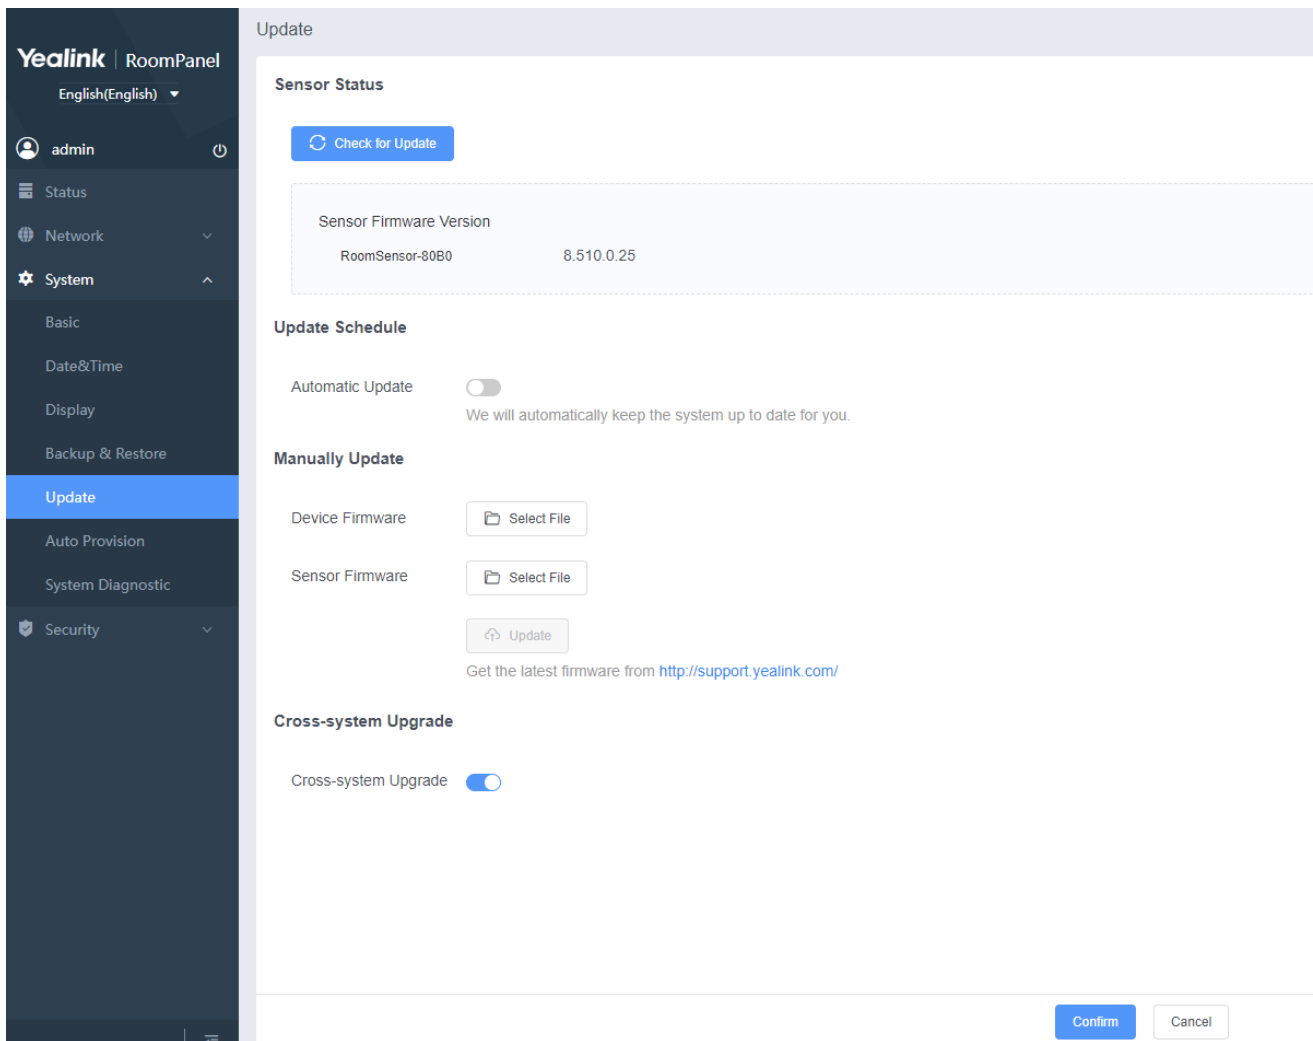 Yealink | RoomPanel
English(English)
admin
Status
Network
System
Basic
Date&Time
Display
Backup & Restore
Update
Auto Provision
System Diagnostic
Security
Update
Sensor Status
Check for Update
Sensor Firmware Version
RoomSensor-80B0 8.510.0.25
Update Schedule
Automatic Update
We will automatically keep the system up to date for you.
Manually Update
Device Firmware Select File
Sensor Firmware Select File
Update
Get the latest firmware from http://support.yealink.com/
Cross-system Upgrade
Cross-system Upgrade
Confirm Cancel